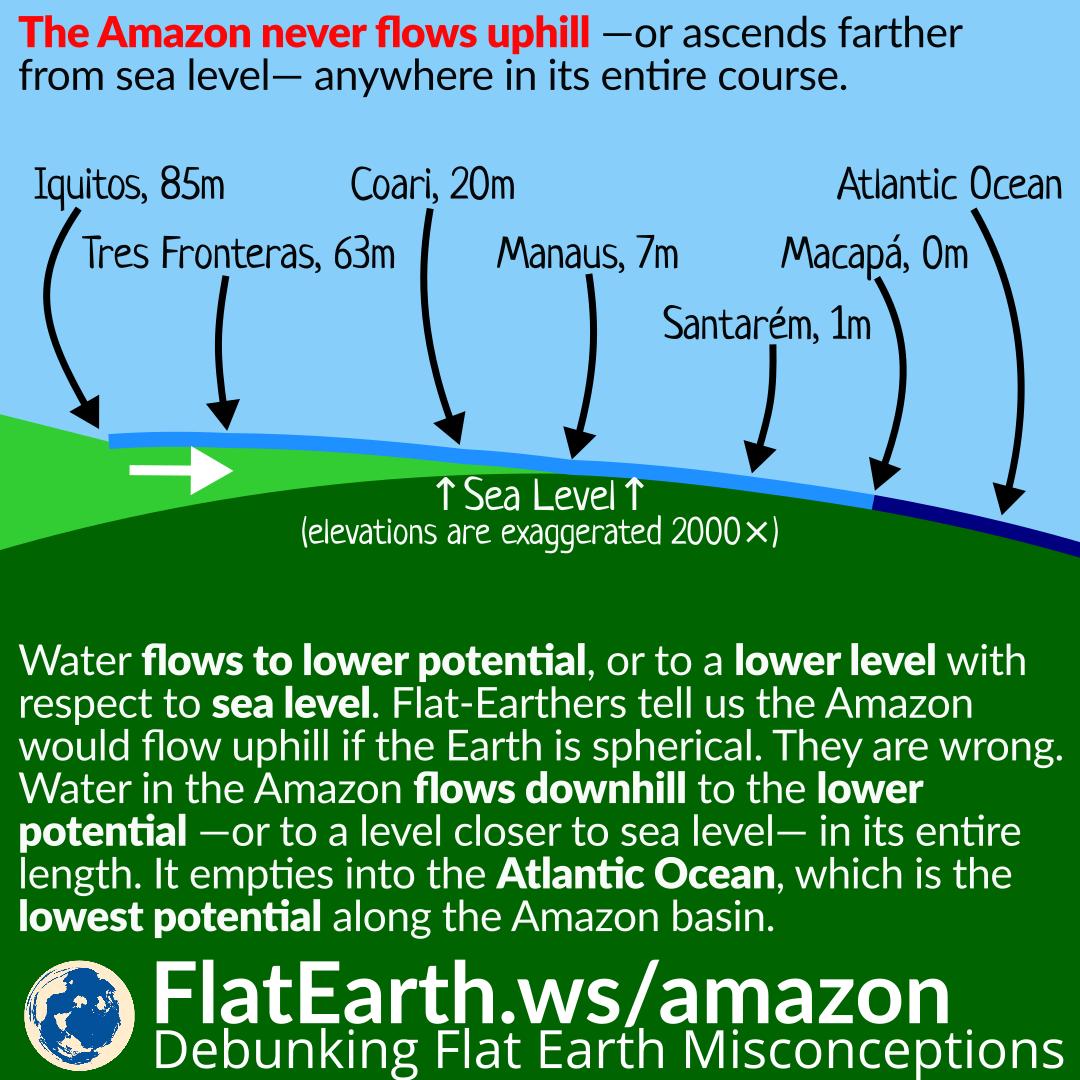 The Amazon never flows uphill —or ascends farther
from sea level— anywhere in its entire course.
Iquitos, 85m
Coari, 20m
Atlantic Ocean
Tres Fronteras, 63m
Manaus, 7m
Macapá, 0m
Santarém, 1m
↑Sea Level↑
(elevations are exaggerated 2000×)
Water flows to lower potential, or to a lower level with
respect to sea level. Flat-Earthers tell us the Amazon
would flow uphill if the Earth is spherical. They are wrong.
Water in the Amazon flows downhill to the lower
potential —or to a level closer to sea level— in its entire
length. It empties into the Atlantic Ocean, which is the
lowest potential along the Amazon basin.
FlatEarth.ws/amazon
Debunking Flat Earth Misconceptions